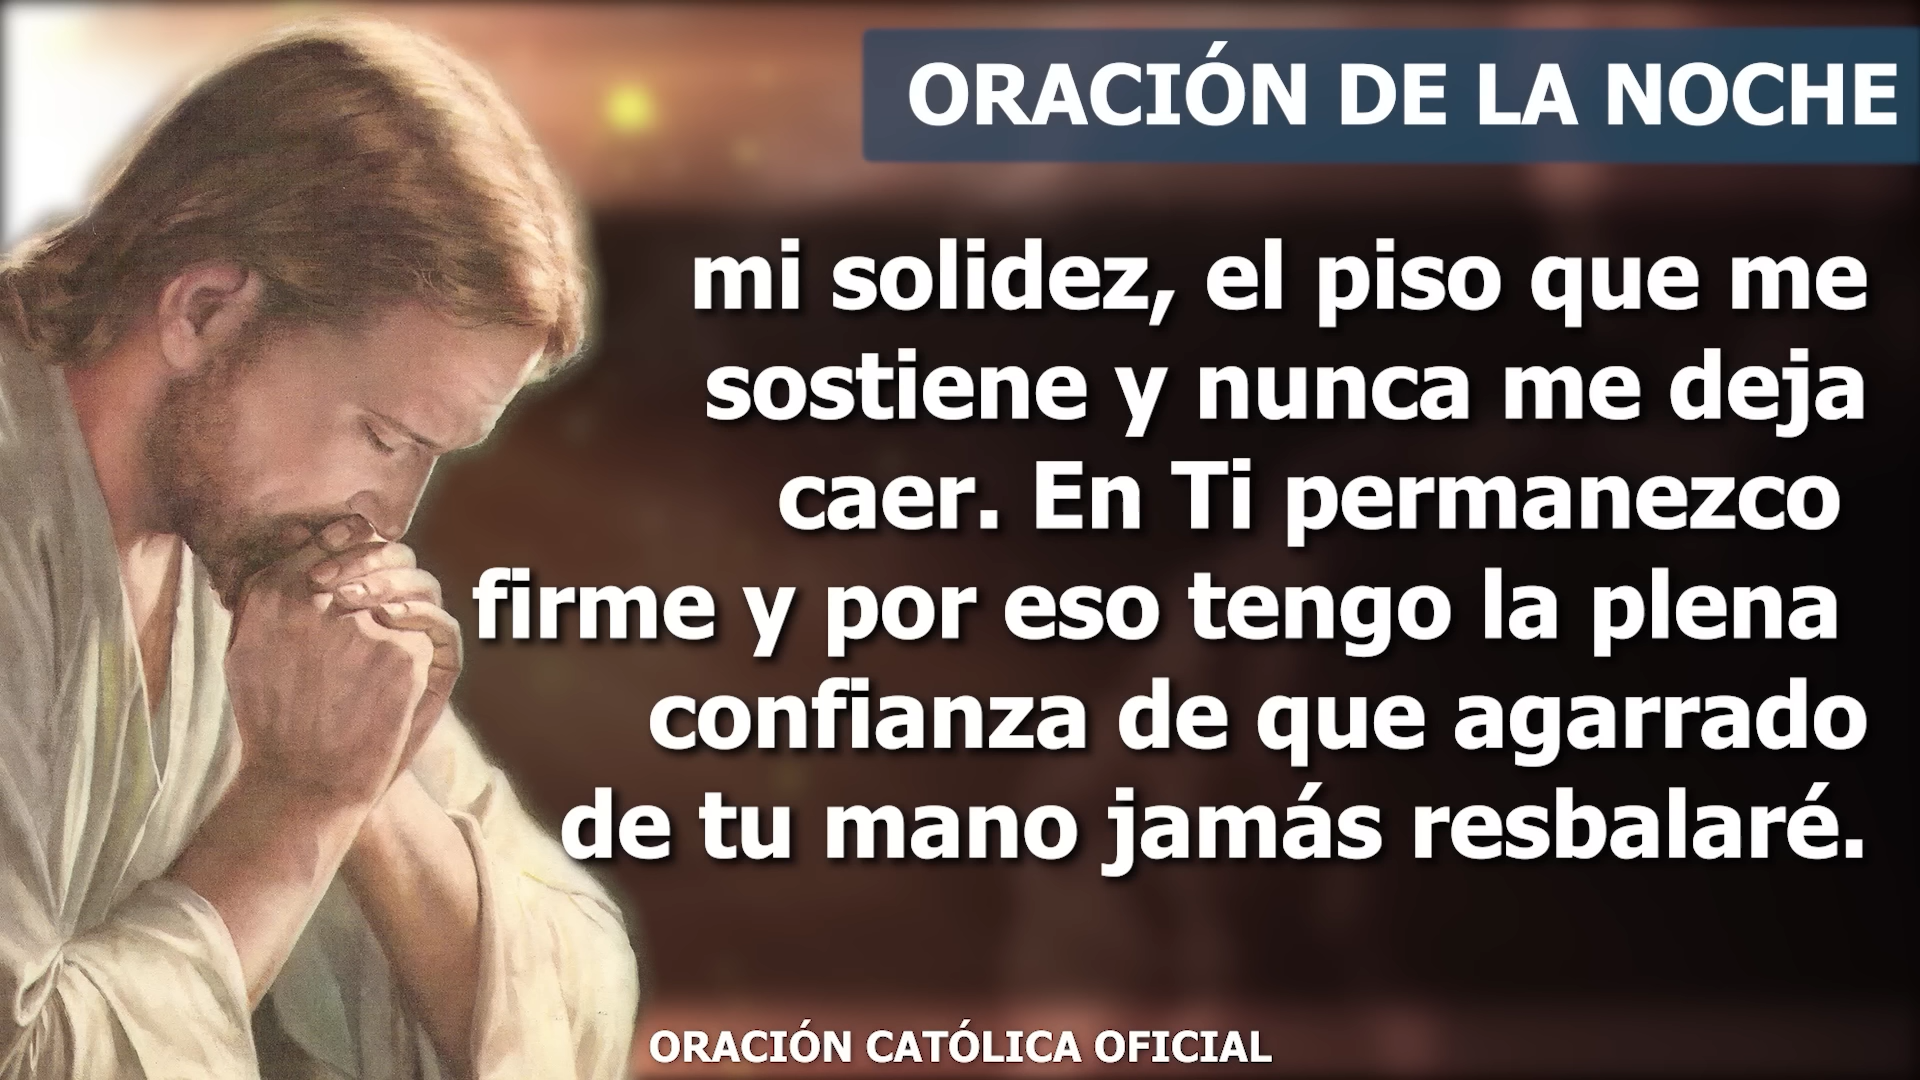 ORACIÓN DE LA NOCHE
mi solidez, el piso que me
sostiene y nunca me deja
caer. En Ti permanezco
firme y por eso tengo la plena
confianza de que agarrado
de tu mano jamás resbalaré.
ORACIÓN CATÓLICA OFICIAL